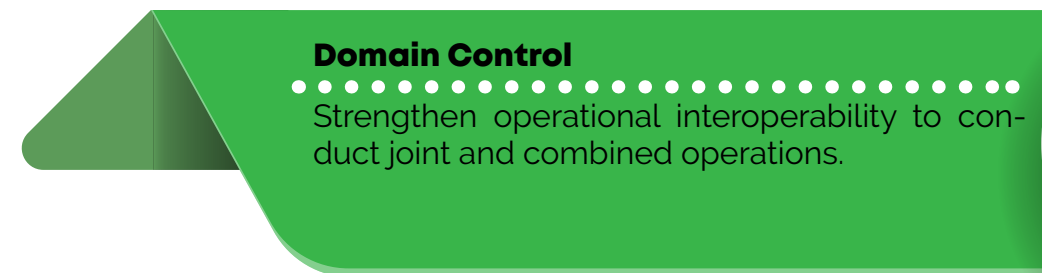 Domain Control
Strengthen operational interoperability to con-
duct joint and combined operations.